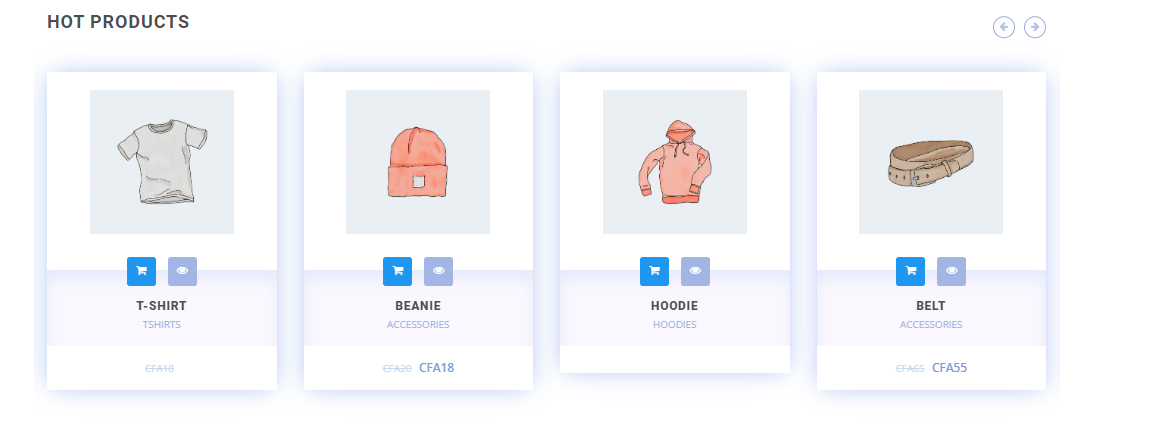 HOT PRODUCTS
T-SHIRT
TSHIRTS
CFA18
BEANIE
ACCESSORIES
CFA20 CFA18
HOODIE
HOODIES
BELT
ACCESSORIES
CFA65 CFA55